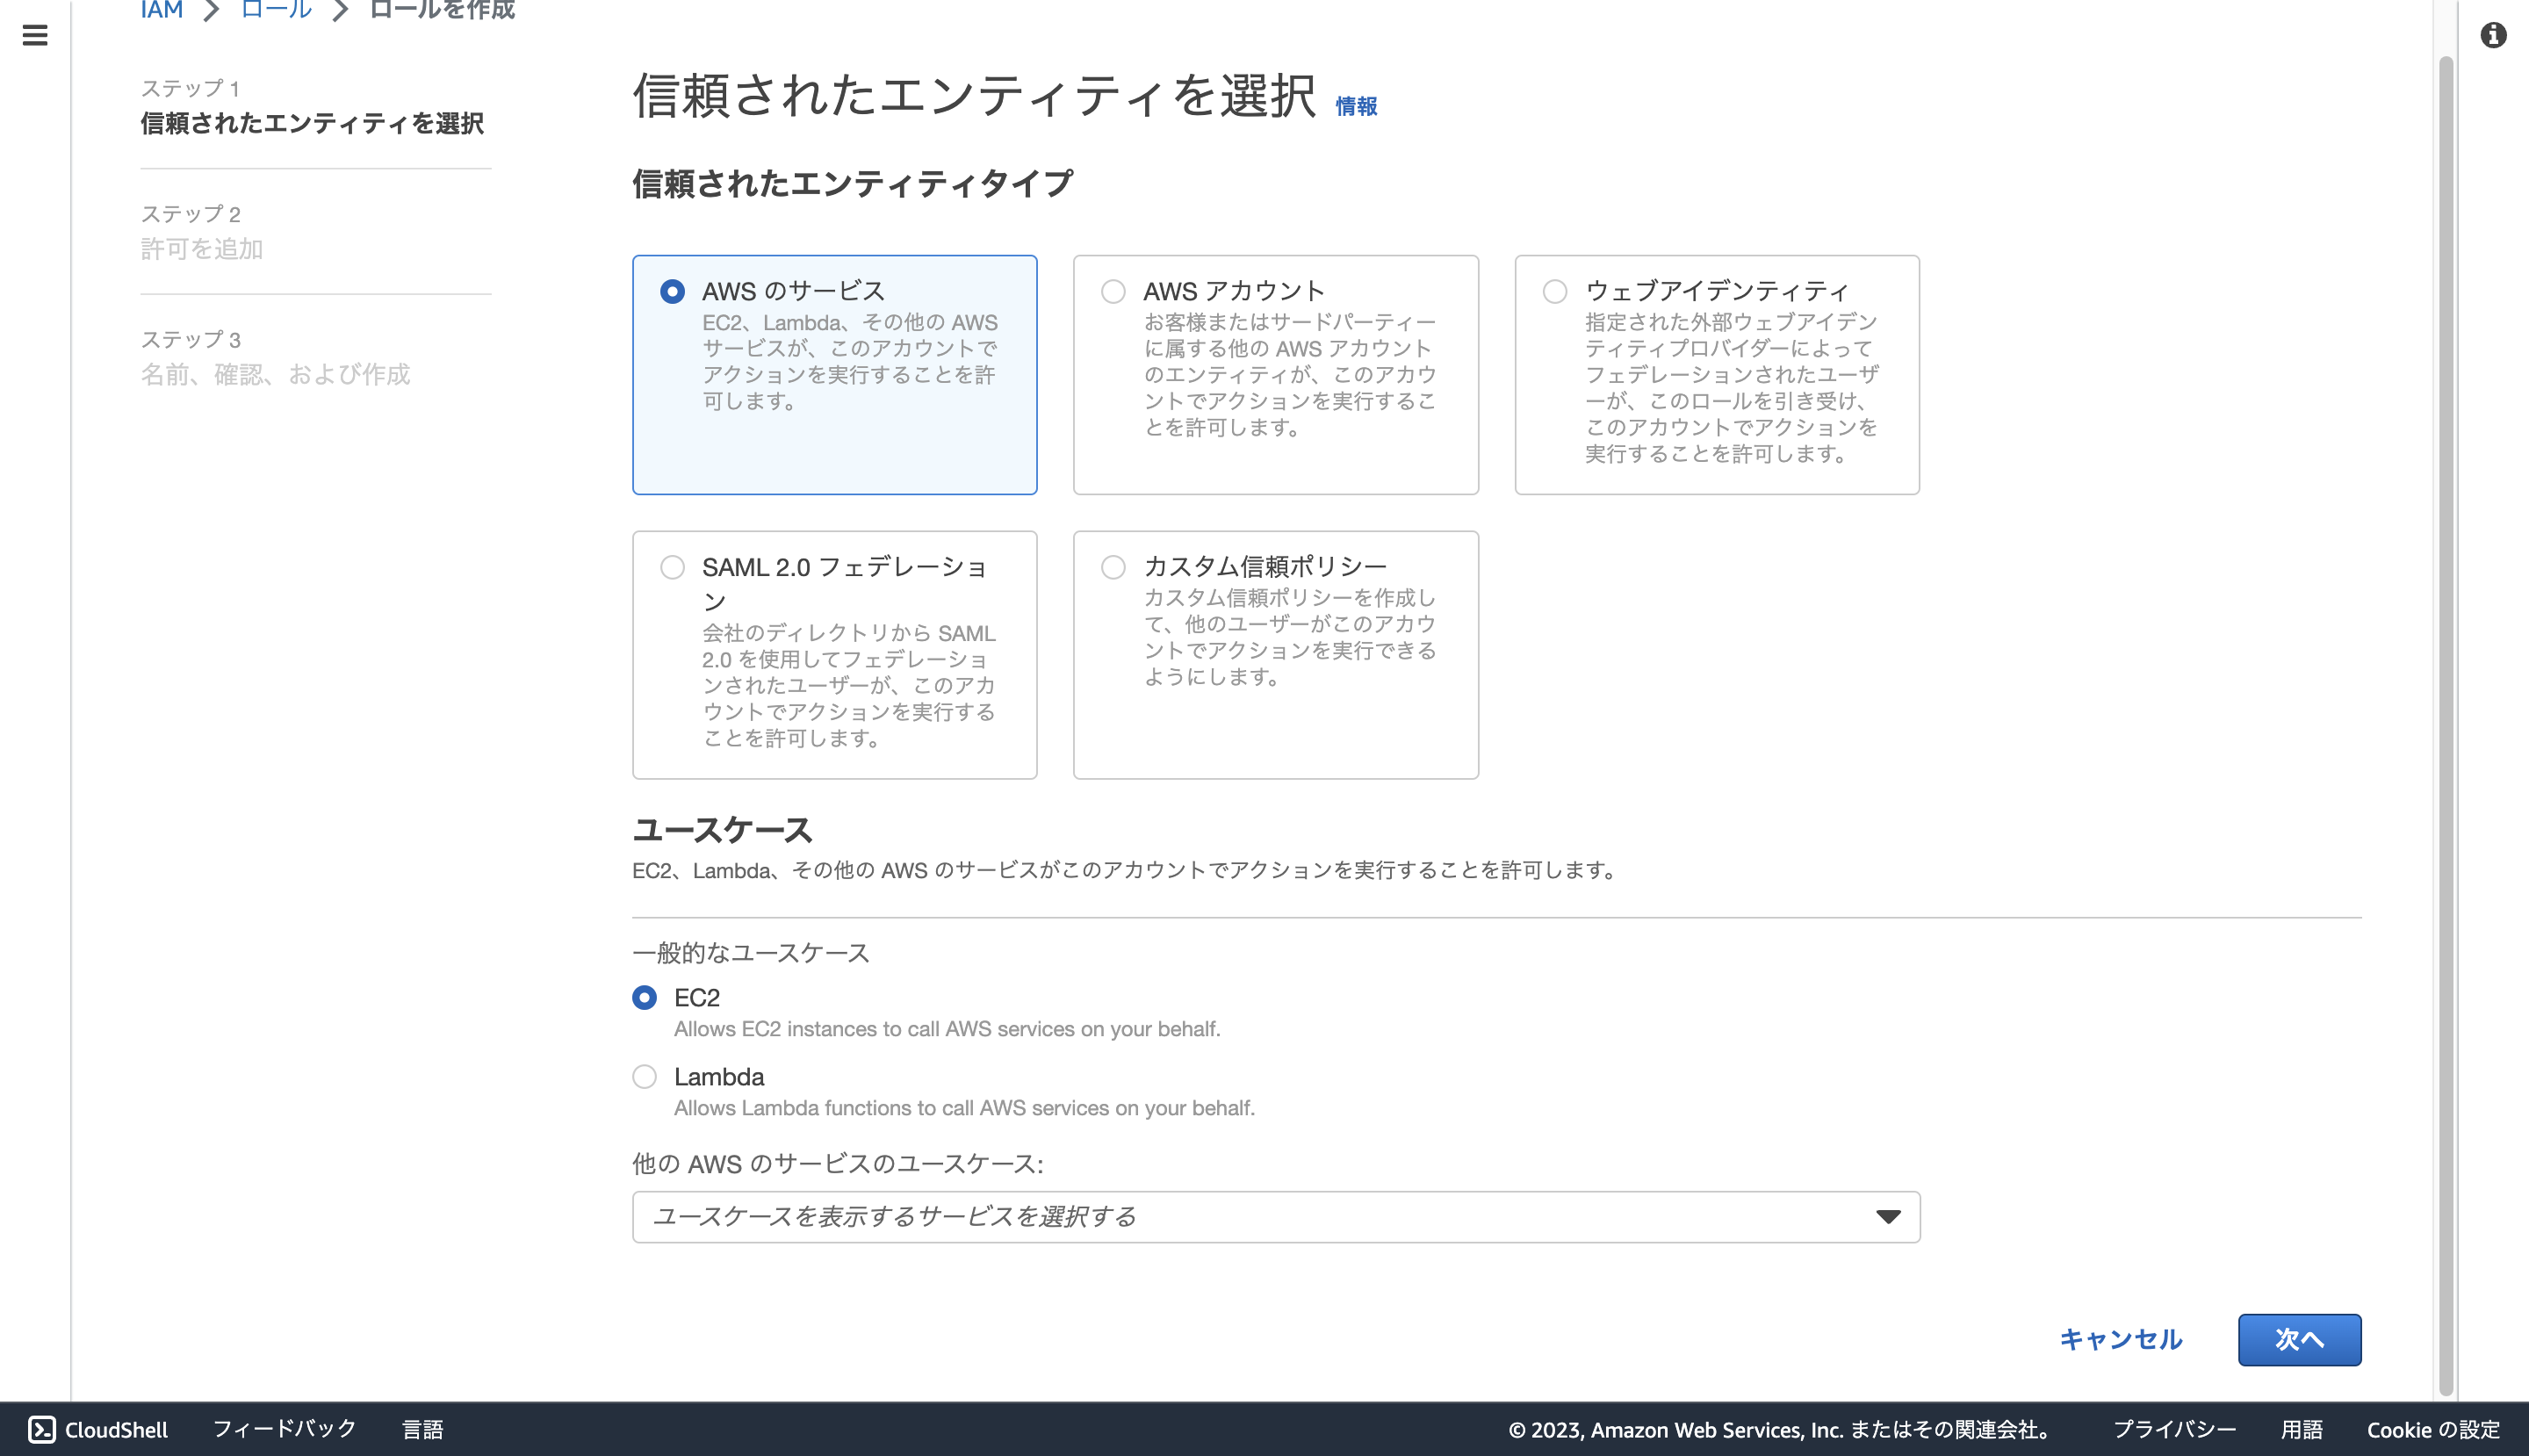 IAM > ロール > ロールを作成
ステップ 1
信頼されたエンティティを選択
ステップ 2
許可を追加
ステップ 3
名前、確認、および作成
信頼されたエンティティを選択 情報
信頼されたエンティティタイプ
AWS のサービス
EC2、Lambda、その他の AWS
サービスが、このアカウントで
アクションを実行することを許
可します。
AWS アカウント
お客様またはサードパーティー
に属する他の AWS アカウント
のエンティティが、このアカウ
ントでアクションを実行するこ
とを許可します。
ウェブアイデンティティ
指定された外部ウェブアイデン
ティティプロバイダーによって
フェデレーションされたユーザ
ーが、このロールを引き受け、
このアカウントでアクションを
実行することを許可します。
SAML 2.0 フェデレーショ
ン
会社のディレクトリから SAML
2.0 を使用してフェデレーショ
ンされたユーザーが、このアカ
ウントでアクションを実行する
ことを許可します。
カスタム信頼ポリシー
カスタム信頼ポリシーを作成し
て、他のユーザーがこのアカウ
ントでアクションを実行できる
ようにします。
ユースケース
EC2、Lambda、その他の AWS のサービスがこのアカウントでアクションを実行することを許可します。
一般的なユースケース
EC2
Allows EC2 instances to call AWS services on your behalf.
Lambda
Allows Lambda functions to call AWS services on your behalf.
他の AWS のサービスのユースケース:
ユースケースを表示するサービスを選択する
キャンセル 次へ
CloudShell フィードバック 言語 © 2023, Amazon Web Services, Inc. またはその関連会社。 プライバシー 用語 Cookie の設定